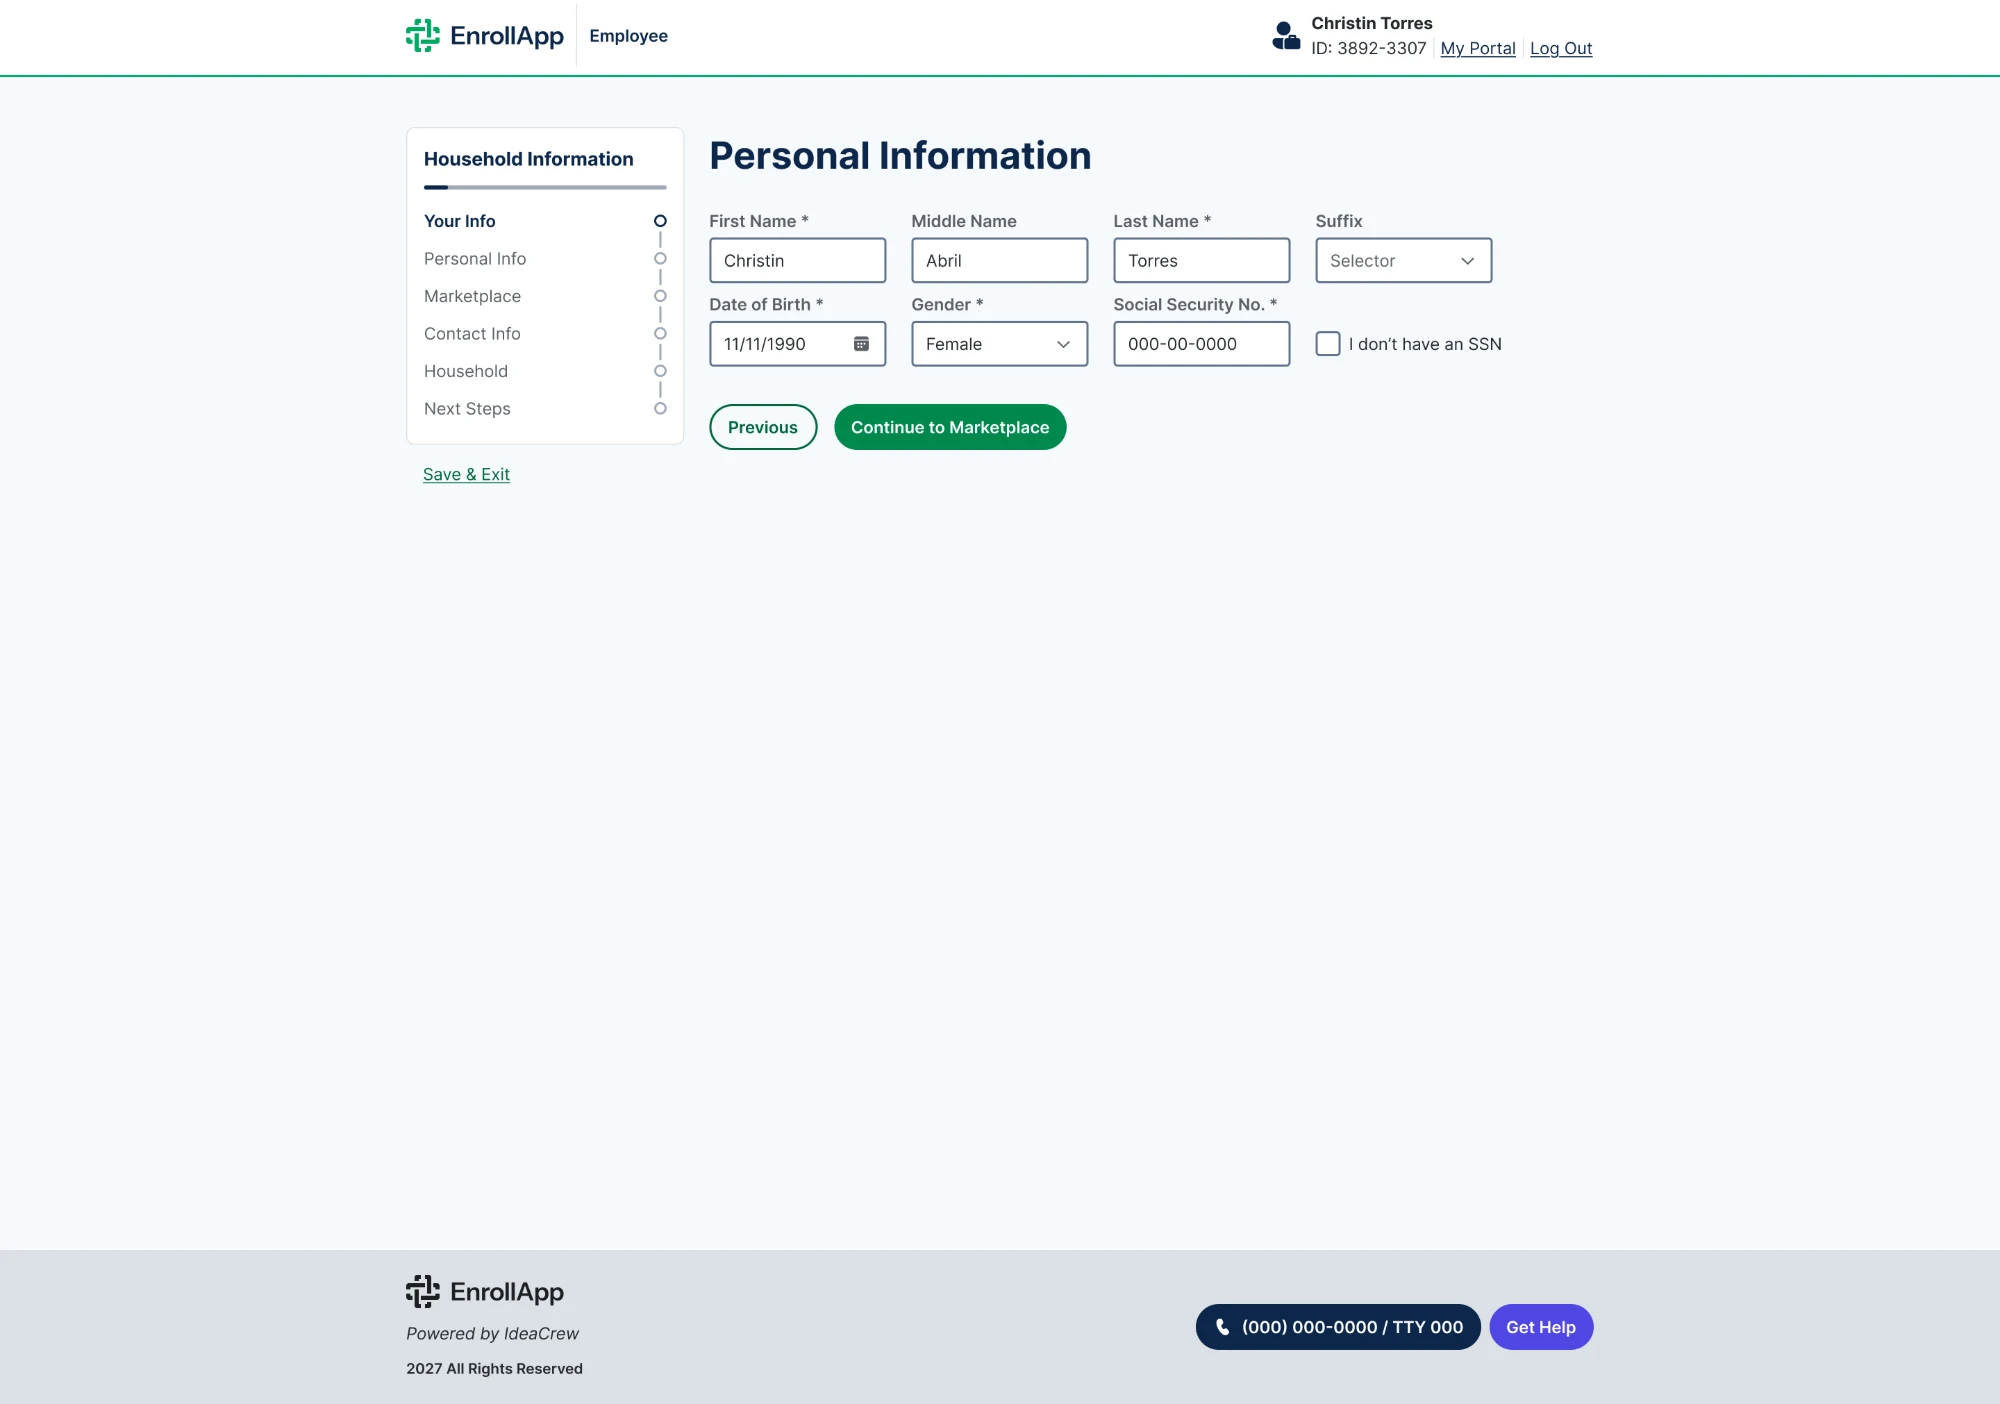 EnrollApp
Employee
Christin Torres
ID: 3892-3307 My Portal Log Out
Household Information
Your Info
Personal Info
Marketplace
Contact Info
Household
Next Steps
Save & Exit
Personal Information
First Name * Middle Name Last Name * Suffix
Christin Abril Torres Selector
Date of Birth * Gender * Social Security No. *
11/11/1990 Female 000-00-0000 I don’t have an SSN
Previous Continue to Marketplace
EnrollApp
Powered by IdeaCrew
2027 All Rights Reserved
(000) 000-0000 / TTY 000 Get Help